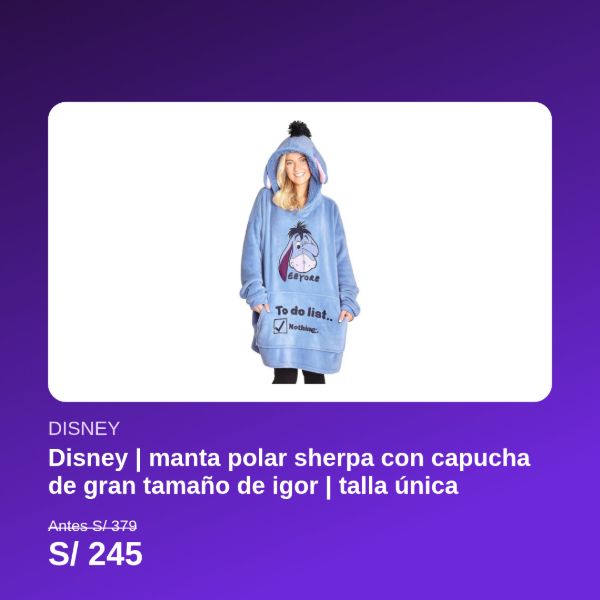 EEYORE
To do list..
Nothing.
DISNEY
Disney | manta polar sherpa con capucha
de gran tamaño de igor | talla única
Antes S/ 379
S/ 245